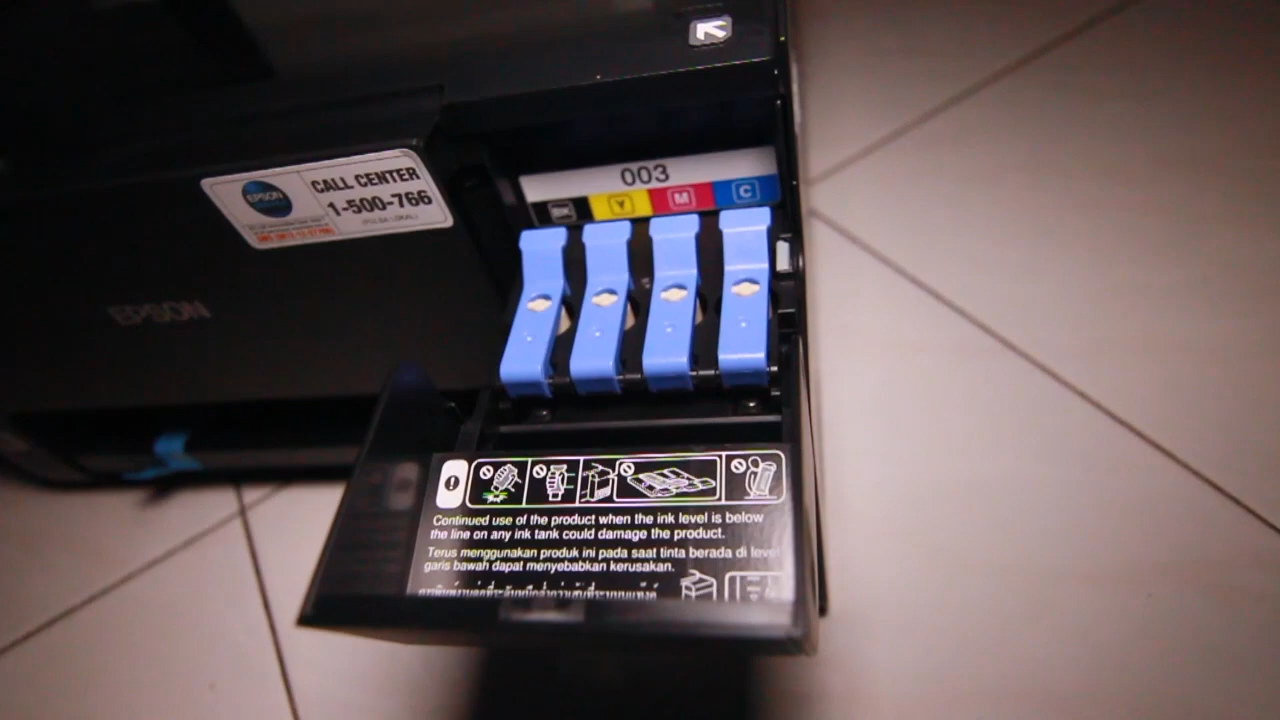 EPSON
CALL CENTER
1-500-766
(PULSA LOKAL)
003
BK Y M C
EPSON
Continued use of the product when the ink level is below
the line on any ink tank could damage the product.
Terus menggunakan produk ini pada saat tinta berada di level
garis bawah dapat menyebabkan kerusakan.